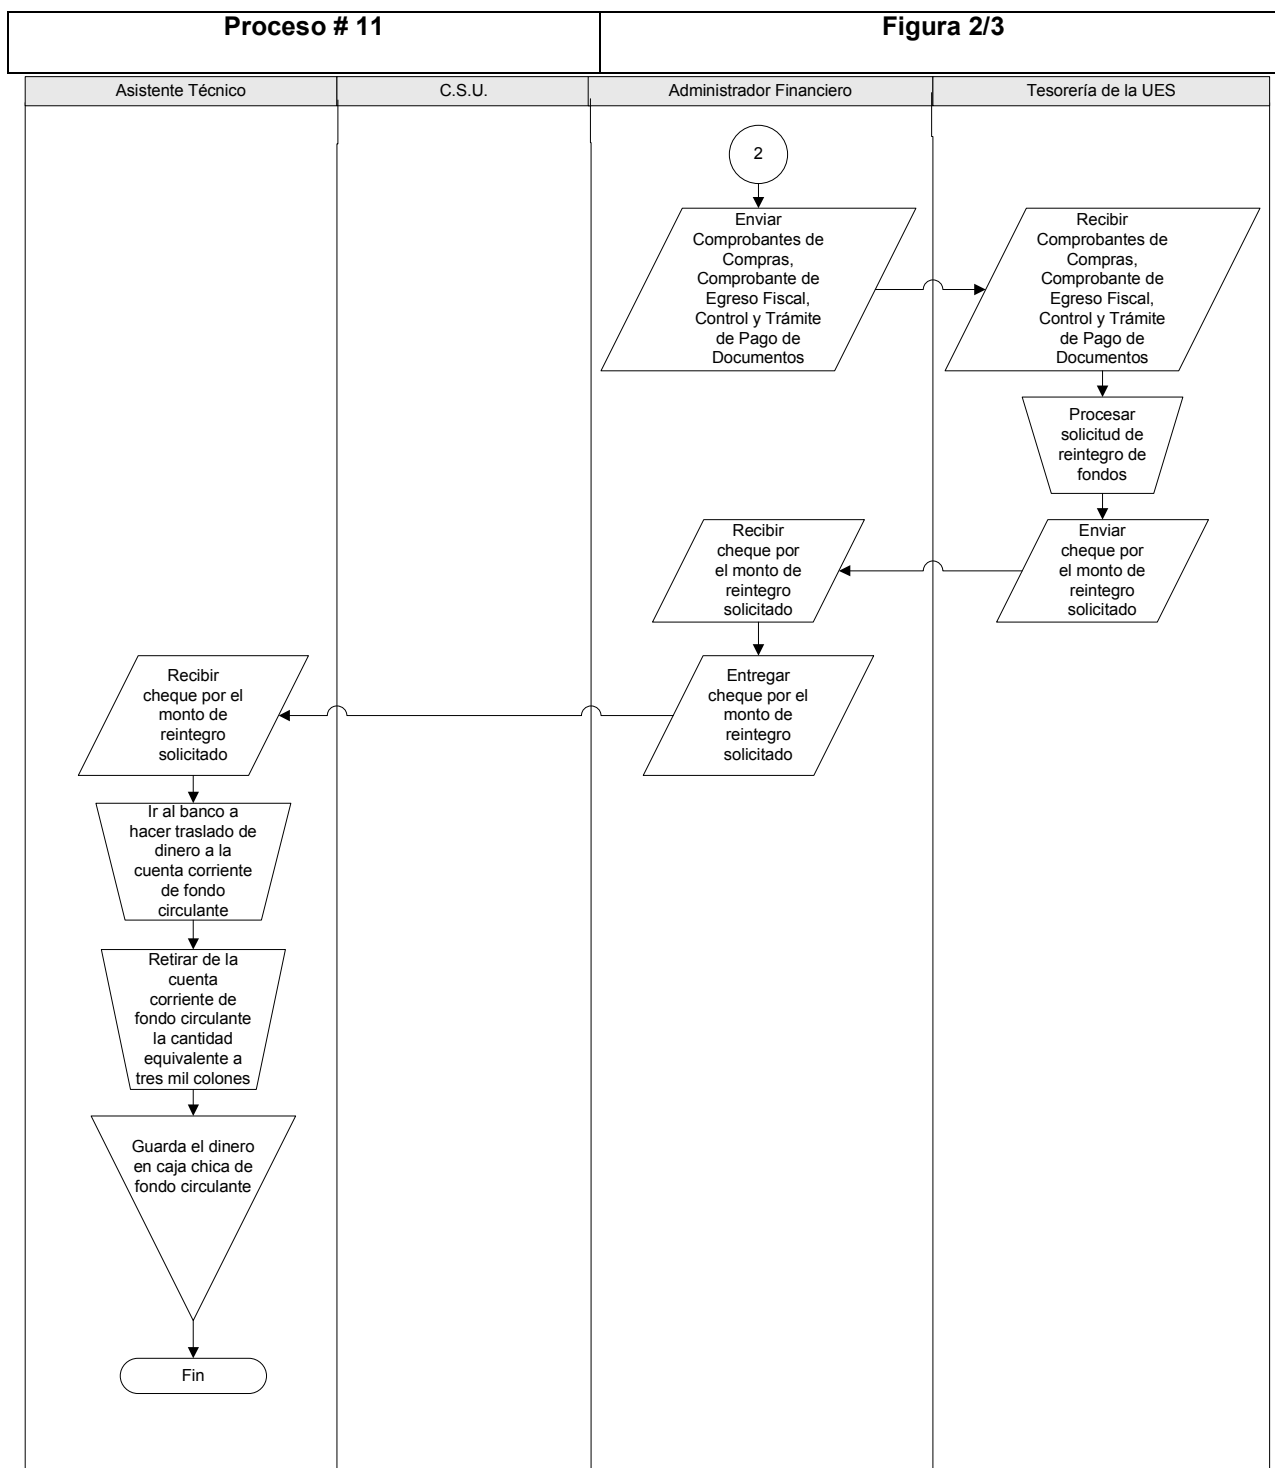 Proceso # 11
Figura 2/3
Asistente Técnico
C.S.U.
Administrador Financiero
Tesorería de la UES
2
Enviar
Comprobantes de
Compras,
Comprobante de
Egreso Fiscal,
Control y Trámite
de Pago de
Documentos
Recibir
Comprobantes de
Compras,
Comprobante de
Egreso Fiscal,
Control y Trámite
de Pago de
Documentos
Procesar
solicitud de
reintegro de
fondos
Enviar
cheque por
el monto de
reintegro
solicitado
Recibir
cheque por
el monto de
reintegro
solicitado
Entregar
cheque por el
monto de
reintegro
solicitado
Recibir
cheque por el
monto de
reintegro
solicitado
Ir al banco a
hacer traslado de
dinero a la
cuenta corriente
de fondo
circulante
Retirar de la
cuenta
corriente de
fondo circulante
la cantidad
equivalente a
tres mil colones
Guarda el dinero
en caja chica de
fondo circulante
Fin